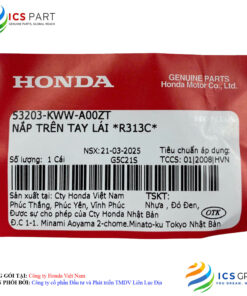 ICS PART
HONDA
GENUINE PARTS
Honda Motor Co., Ltd.
53203-KWW-A00ZT
NẮP TRÊN TAY LÁI *R313C*
NSX: 21-03-2025
Tiêu chuẩn áp dụng:
Số lượng: 1 Cái
G5C21S
TCCS: 01|2008|HVN
Sản xuất tại: Cty Honda Việt Nam
TSKT:
Phúc Thắng, Phúc Yên, Vĩnh Phúc
Nhựa , Đỏ Đen,
Được sự cho phép của Cty Honda Nhật Bản
OTK
Đ.C 1-1. Minami Aoyama 2-chome.Minato-ku Tokyo Nhật Bản
ICS
GÓI TẠI: Công ty Honda Việt Nam
PHÔI BỞI: Công ty cổ phần Đầu tư và Phát triển TMDV Liên Lục Địa